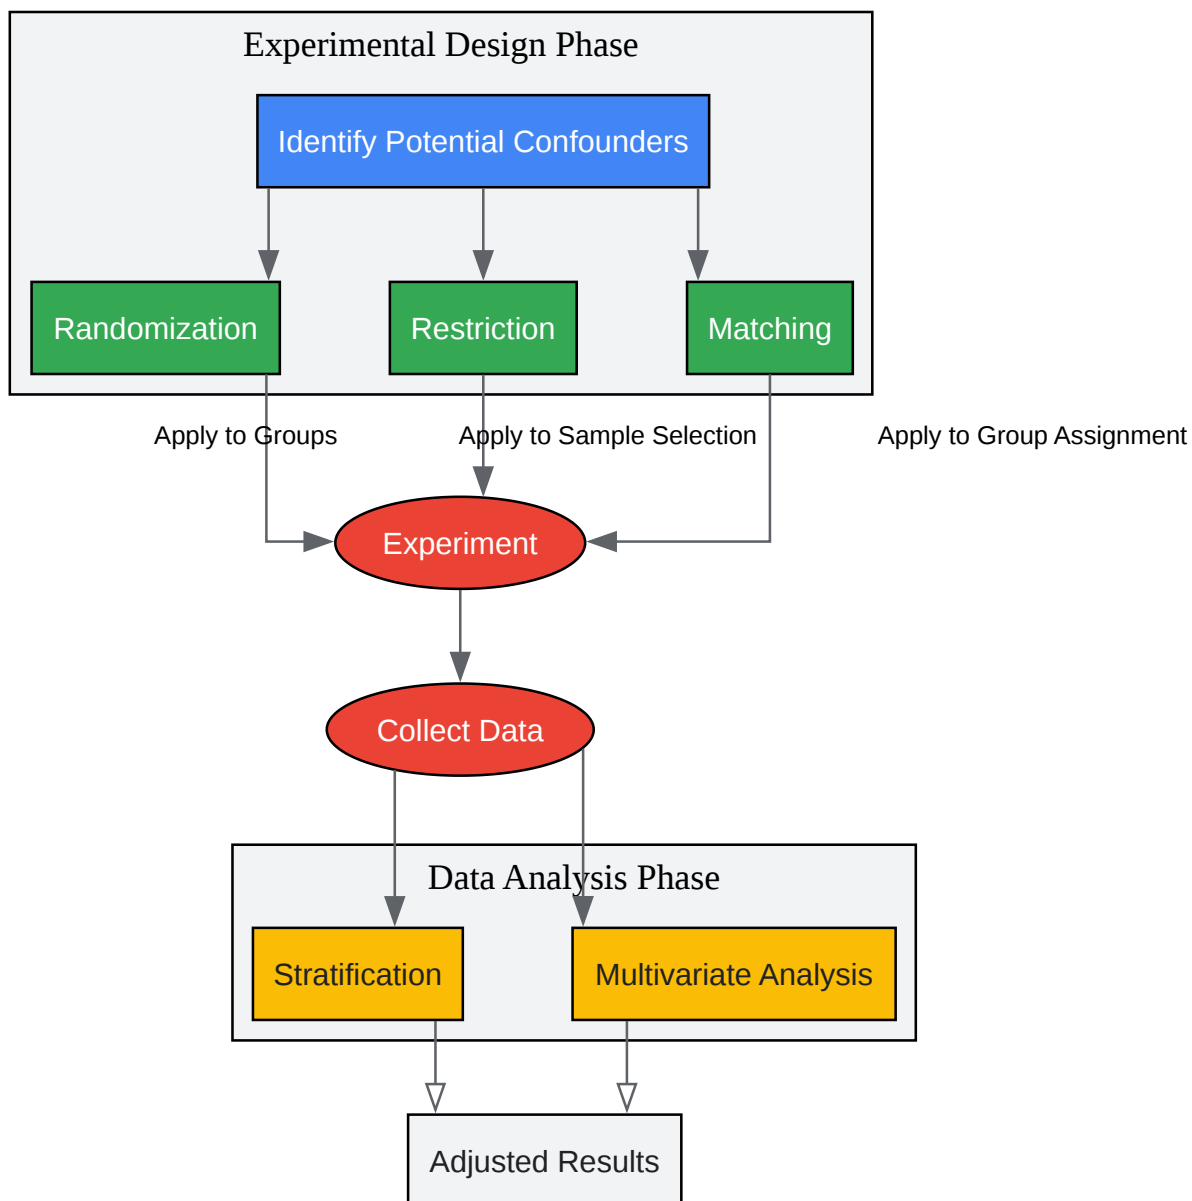 Experimental Design Phase
Identify Potential Confounders
Randomization
Restriction
Matching
Apply to Groups
Apply to Sample Selection
Apply to Group Assignment
Experiment
Collect Data
Data Analysis Phase
Stratification
Multivariate Analysis
Adjusted Results